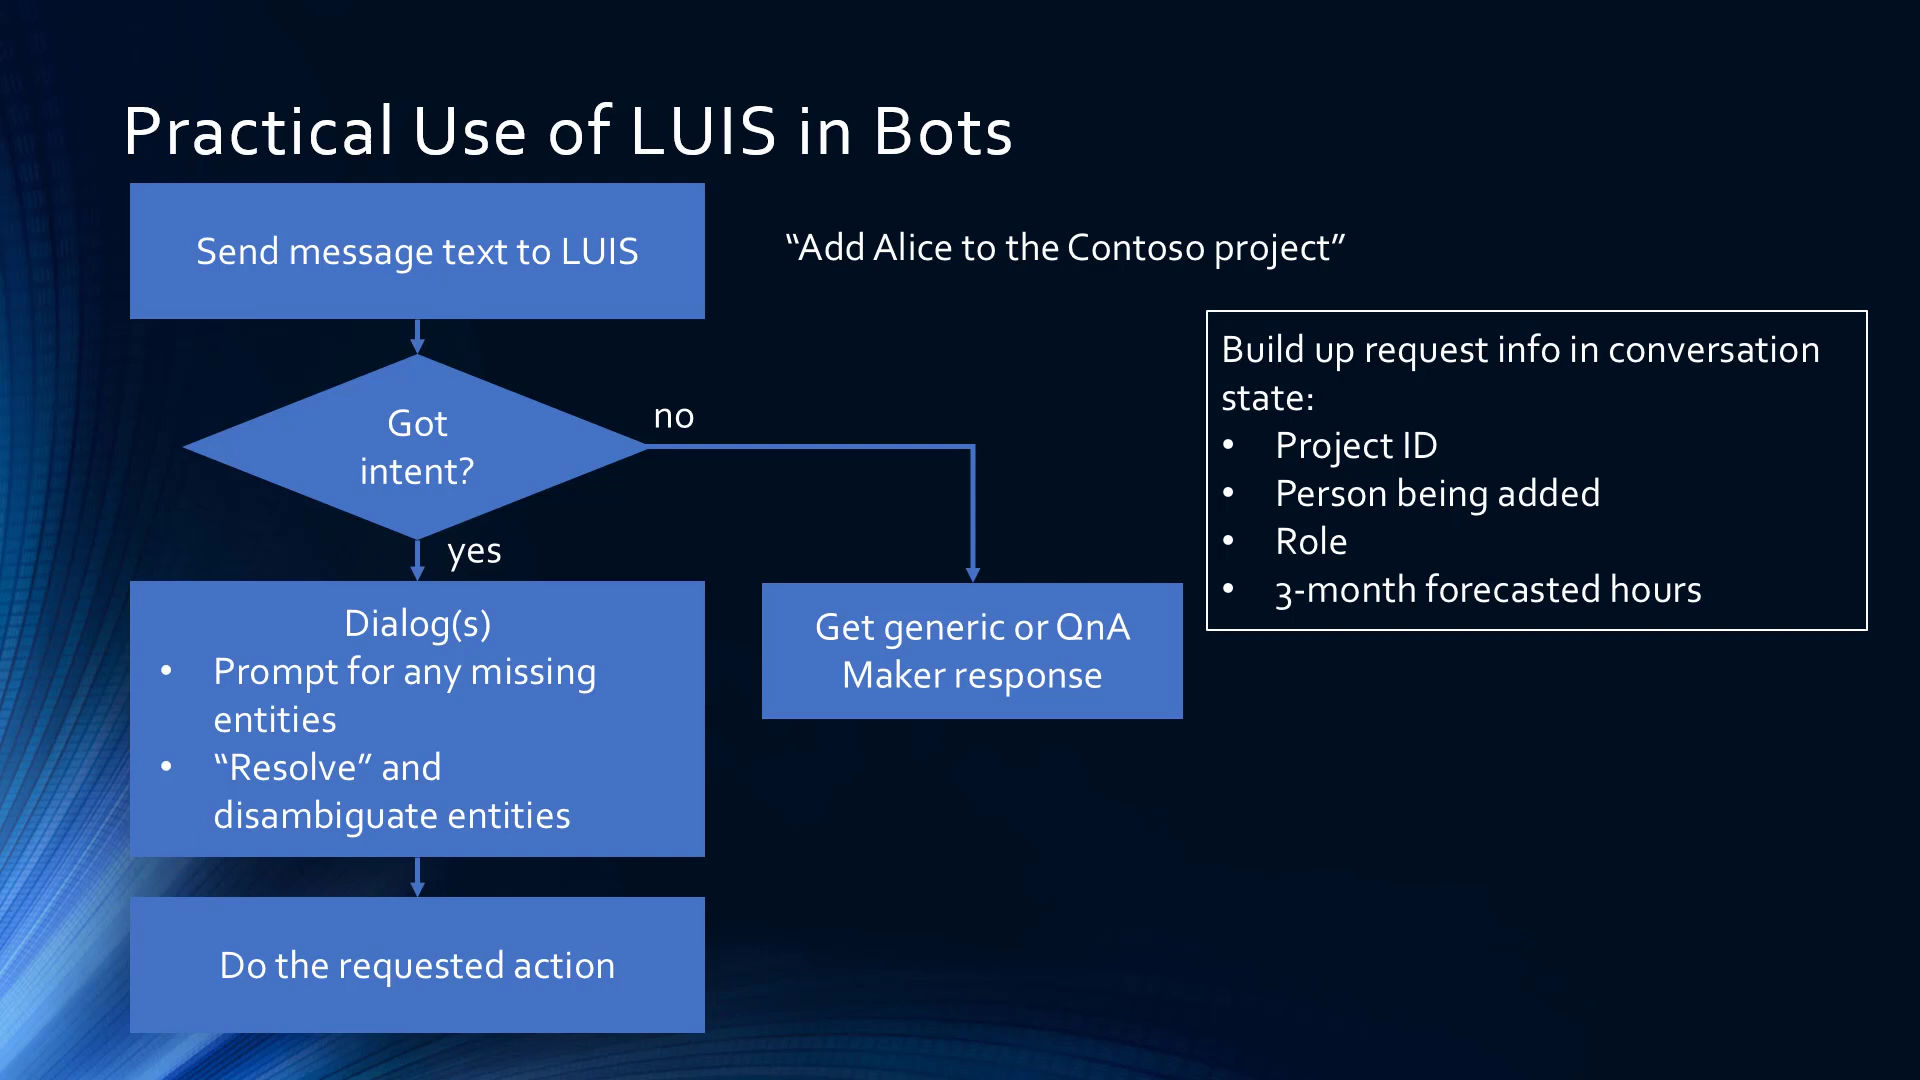 Practical Use of LUIS in Bots
Send message text to LUIS
“Add Alice to the Contoso project”
Got
intent?
no
yes
Build up request info in conversation
state:
• Project ID
• Person being added
• Role
• 3-month forecasted hours
Dialog(s)
• Prompt for any missing
entities
• “Resolve” and
disambiguate entities
Get generic or QnA
Maker response
Do the requested action